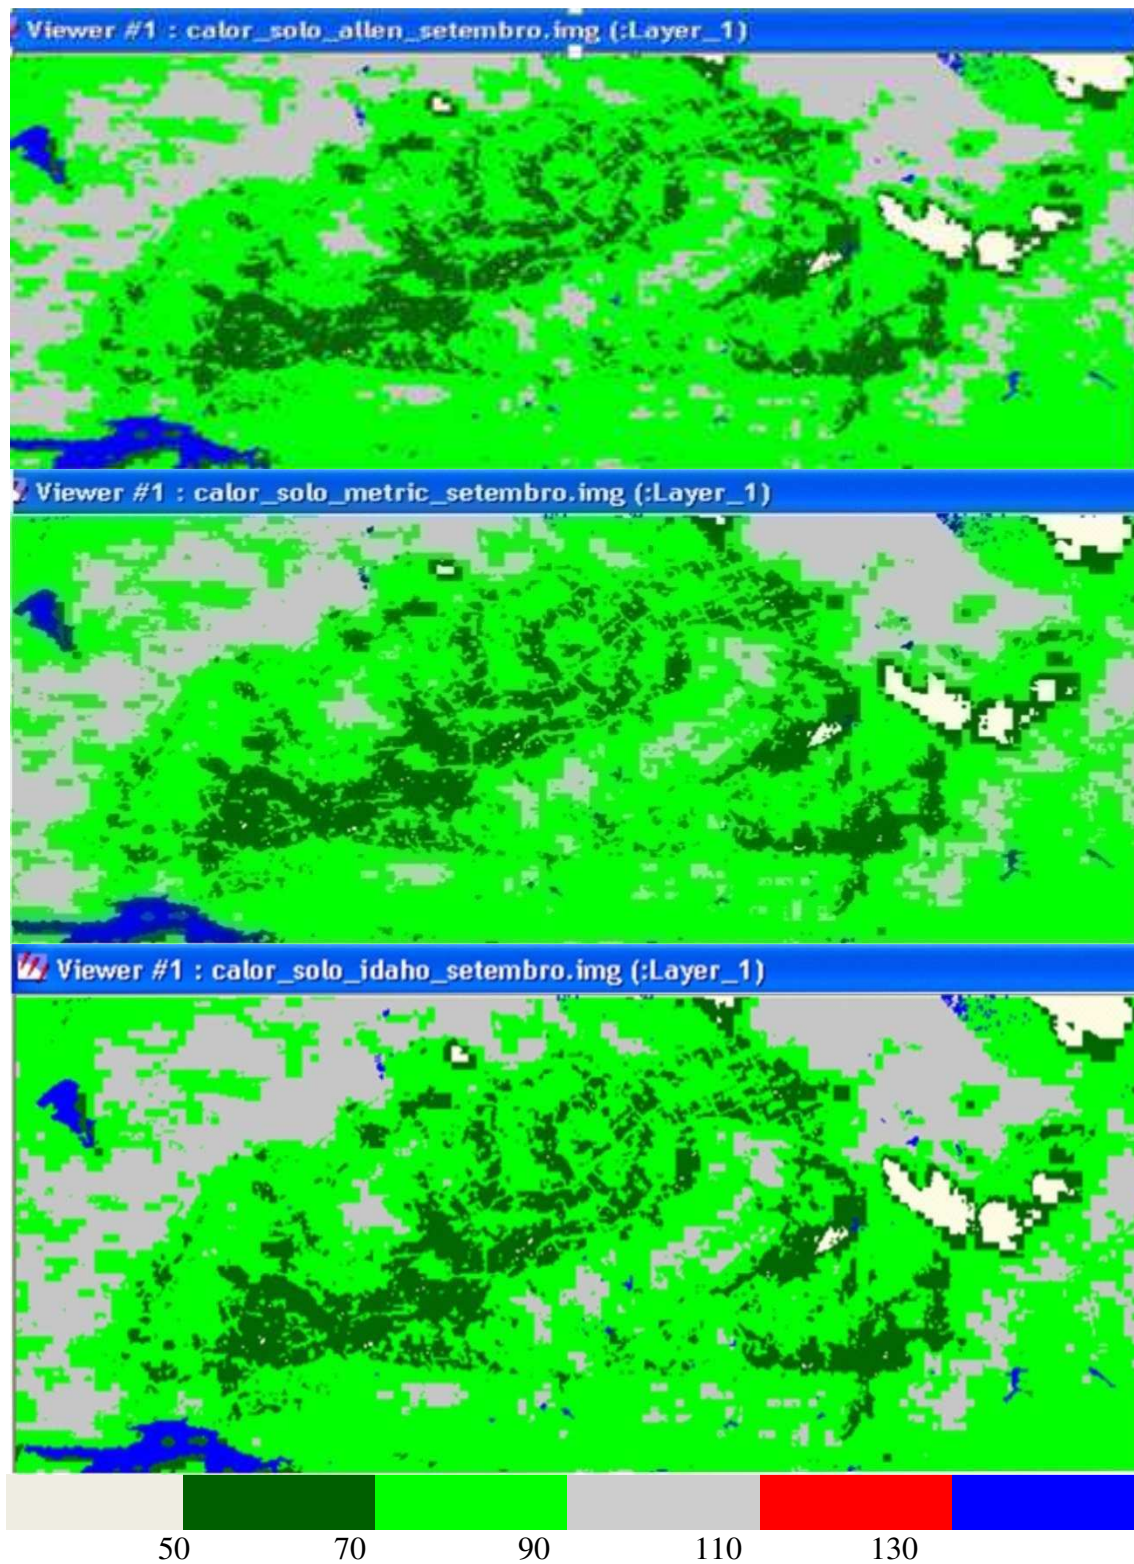 Viewer #1 : calor_solo_allen_setembro.img (:Layer_1)
Viewer #1 : calor_solo_metric_setembro.img (:Layer_1)
Viewer #1 : calor_solo_idaho_setembro.img (:Layer_1)
50 70 90 110 130